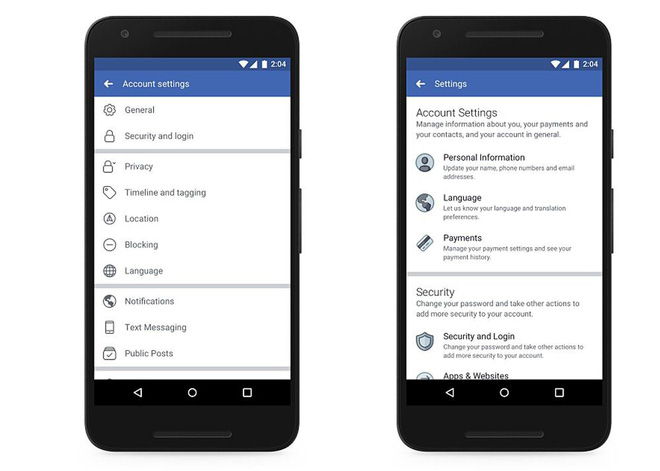 2:04
Account settings
General
Security and login
Privacy
Timeline and tagging
Location
Blocking
Language
Notifications
Text Messaging
Public Posts
2:04
Settings
Account Settings
Manage information about you, your payments and
your contacts, and your account in general.
Personal Information
Update your name, phone numbers and email
addresses.
Language
Let us know your language and translation
preferences.
Payments
Manage your payment settings and see your
payment history.
Security
Change your password and take other actions to
add more security to your account.
Security and Login
Change your password and take other actions to
add more security to your account.
Apps & Websites